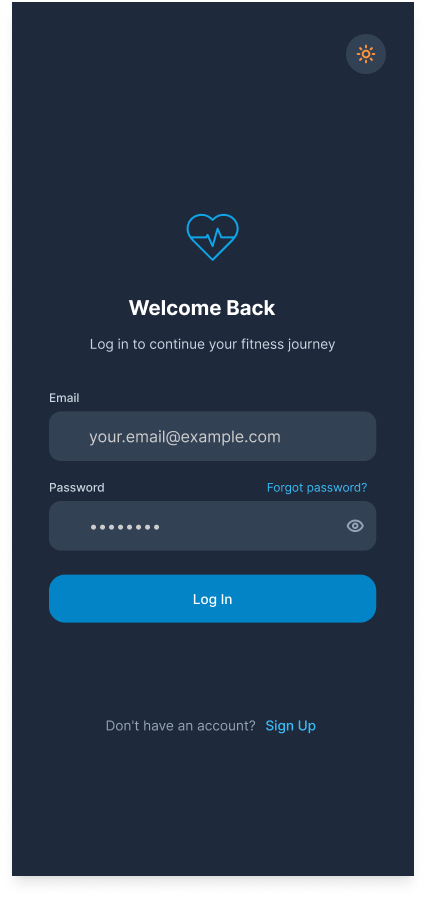 Welcome Back
Log in to continue your fitness journey
Email
your.email@example.com
Password Forgot password?
••••••••
Log In
Don't have an account? Sign Up